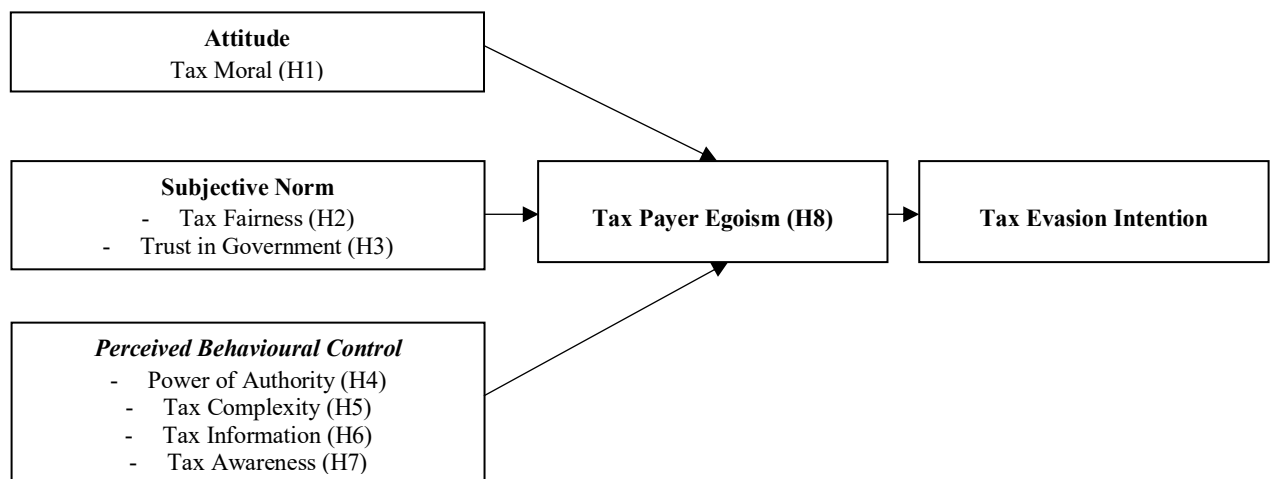 Attitude
Tax Moral (H1)
Subjective Norm
- Tax Fairness (H2)
- Trust in Government (H3)
Tax Payer Egoism (H8)
Tax Evasion Intention
Perceived Behavioural Control
- Power of Authority (H4)
- Tax Complexity (H5)
- Tax Information (H6)
- Tax Awareness (H7)